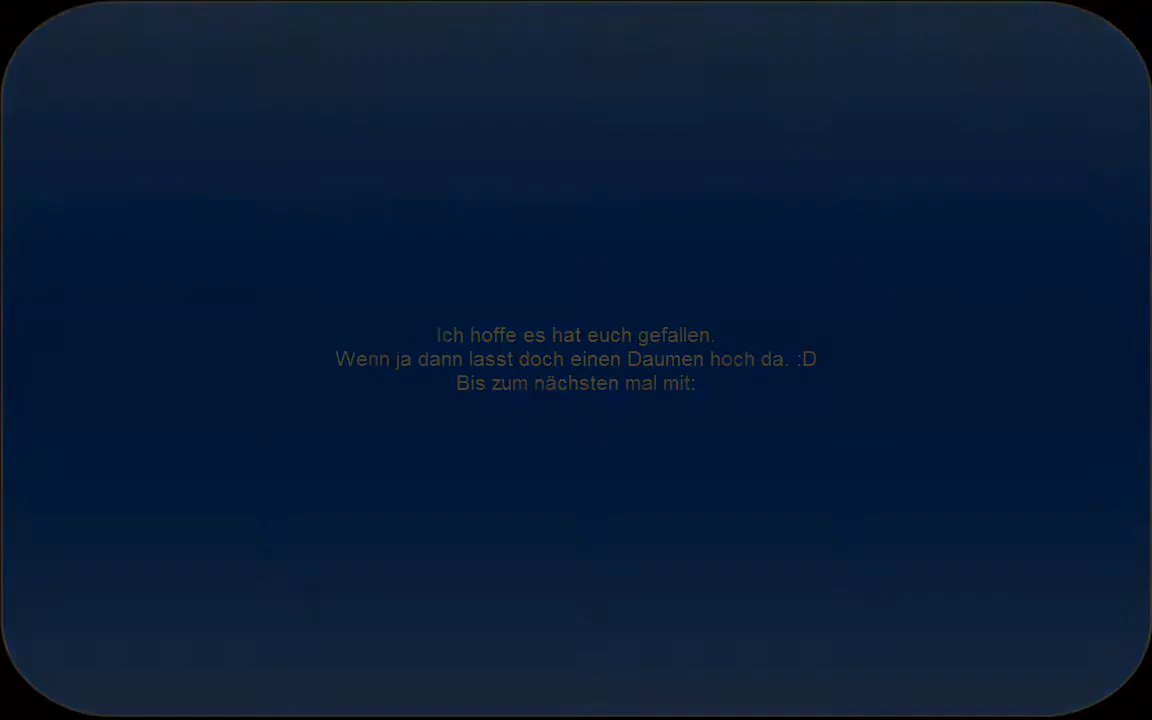 Ich hoffe es hat euch gefallen.
Wenn ja dann lasst doch einen Daumen hoch da. :D
Bis zum nächsten mal mit: